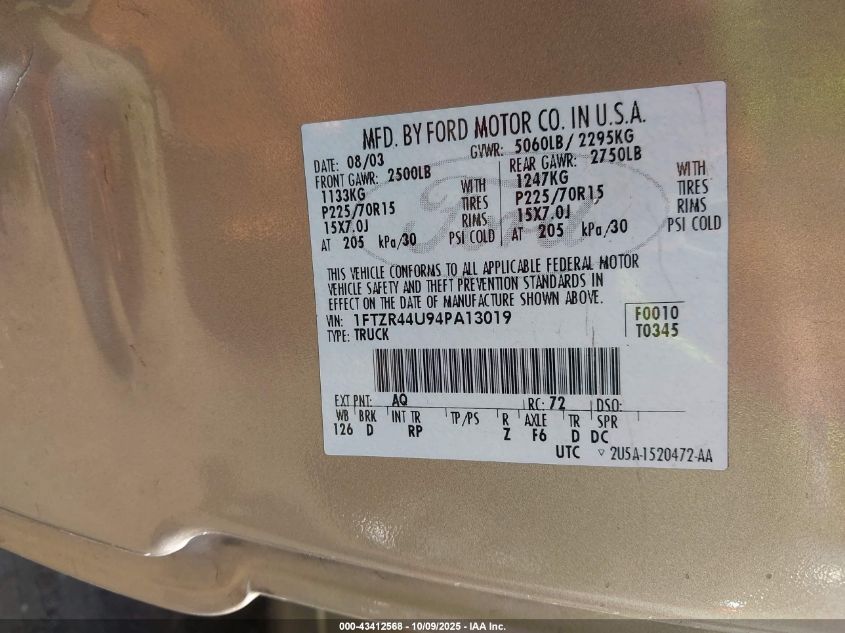 MFD. BY FORD MOTOR CO. IN U.S.A.
DATE: 08/03 GVWR: 5060LB/ 2295KG
FRONT GAWR: 2500LB REAR GAWR: 2750LB
1133KG WITH 1247KG WITH
P225/70R15 TIRES P225/70R15 TIRES
15X7.0J RIMS 15X7.0J RIMS
AT 205 kPa/30 PSI COLD AT 205 kPa/30 PSI COLD
Ford
THIS VEHICLE CONFORMS TO ALL APPLICABLE FEDERAL MOTOR
VEHICLE SAFETY AND THEFT PREVENTION STANDARDS IN
EFFECT ON THE DATE OF MANUFACTURE SHOWN ABOVE.
VIN: 1FTZR44U94PA13019 F0010
TYPE: TRUCK T0345
EXT PNT: AQ RC: 72 DSO:
WB BRK INT TR TP/PS R AXLE TR SPR
126 D RP Z F6 D DC
UTC ▽ 2U5A-1520472-AA
000-43412568 - 10/09/2025 - IAA Inc.